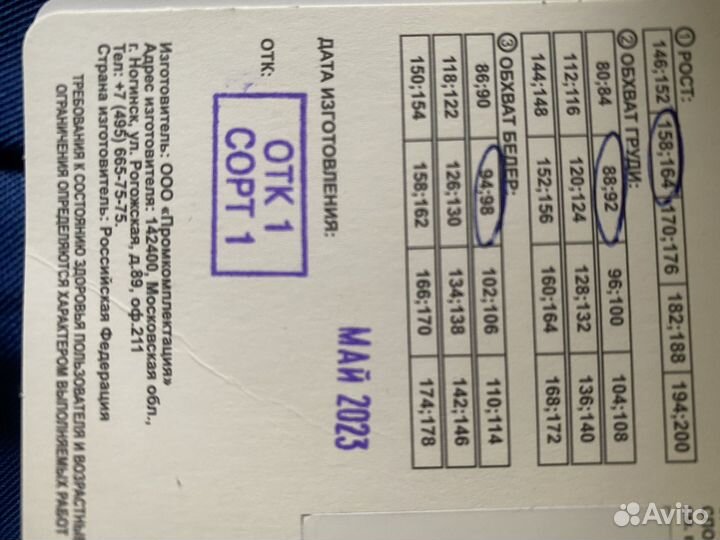 ① РОСТ:
146;152 158;164 170;176 182;188 194;200
② ОБХВАТ ГРУДИ:
80;84 88;92 96;100 104;108
112;116 120;124 128;132 136;140
144;148 152;156 160;164 168;172
③ ОБХВАТ БЕДЕР:
86;90 94;98 102;106 110;114
118;122 126;130 134;138 142;146
150;154 158;162 166;170 174;178
ДАТА ИЗГОТОВЛЕНИЯ: МАЙ 2023
ОТК:
ОТК 1
СОРТ 1
Изготовитель: ООО «Промкомплектация»
Адрес изготовителя: 142400, Московская обл.,
г. Ногинск, ул. Рогожская, д.89, оф.211
Тел: +7 (495) 665-75-75.
Страна изготовитель: Российская Федерация
ТРЕБОВАНИЯ К СОСТОЯНИЮ ЗДОРОВЬЯ ПОЛЬЗОВАТЕЛЯ И ВОЗРАСТНЫЕ
ОГРАНИЧЕНИЯ ОПРЕДЕЛЯЮТСЯ ХАРАКТЕРОМ ВЫПОЛНЯЕМЫХ РАБОТ
Avito